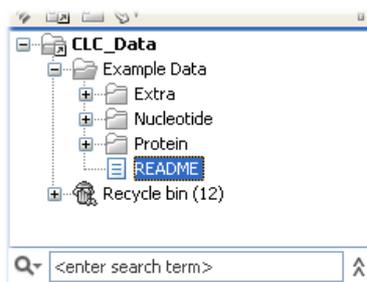 CLC_Data
Example Data
Extra
Nucleotide
Protein
README
Recycle bin (12)
<enter search term>